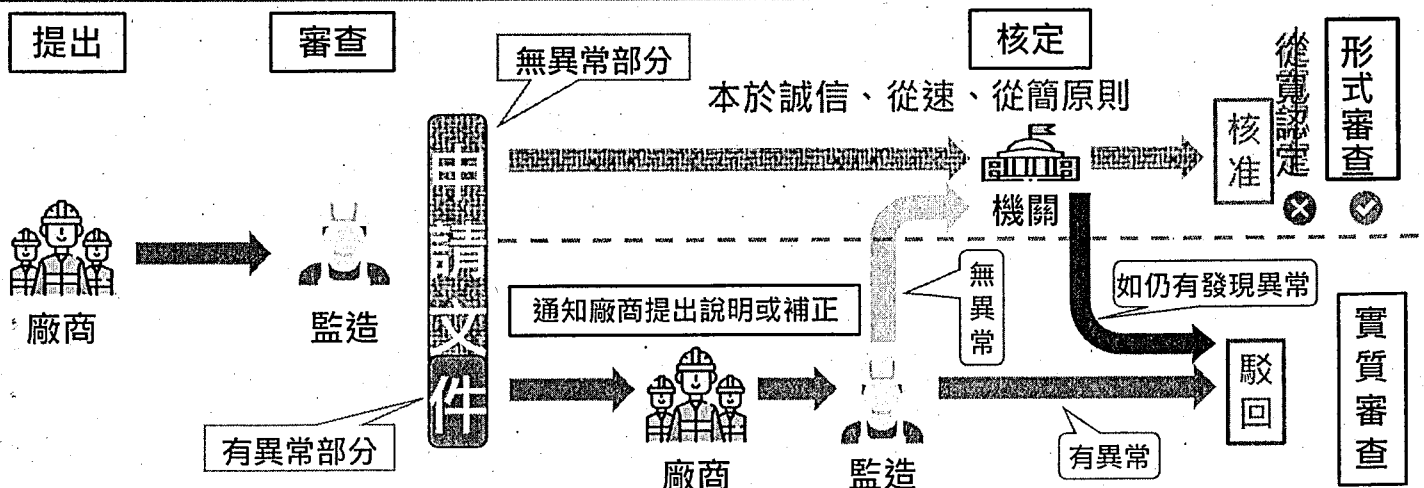 提出
審查
核定
無異常部分
本於誠信、從速、從簡原則
核准
從寬認定
形式審查
廠商
監造
申請文件
機關
無異常
如仍有發現異常
通知廠商提出說明或補正
駁回
實質審查
有異常部分
廠商
監造
有異常